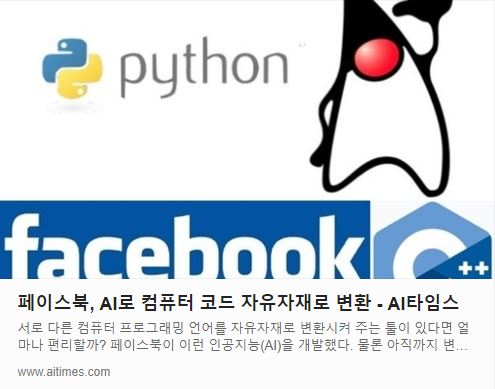 python
facebook
++
페이스북, AI로 컴퓨터 코드 자유자재로 변환 - AI타임스
서로 다른 컴퓨터 프로그래밍 언어를 자유자재로 변환시켜 주는 툴이 있다면 얼
마나 편리할까? 페이스북이 이런 인공지능(AI)을 개발했다. 물론 아직까지 변...
www.aitimes.com